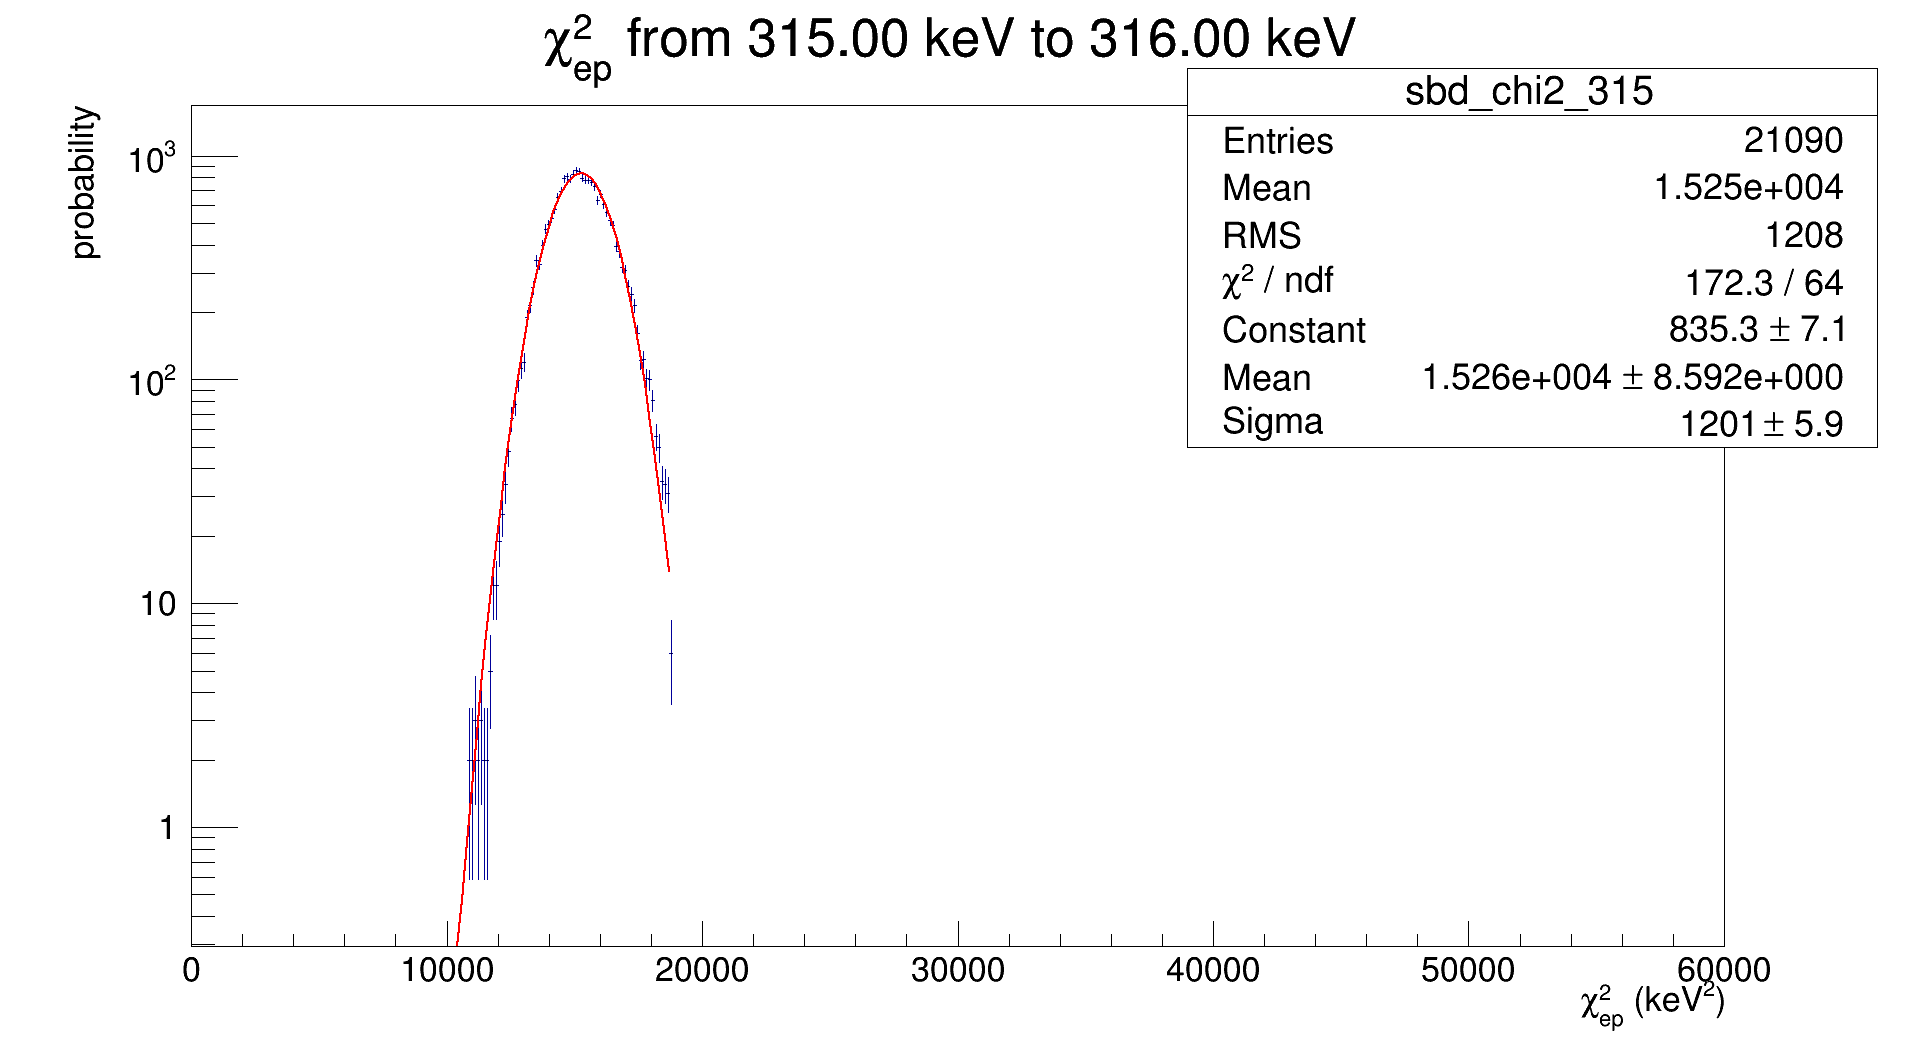 χ²ep from 315.00 keV to 316.00 keV
sbd_chi2_315
Entries 21090
Mean 1.525e+004
RMS 1208
χ² / ndf 172.3 / 64
Constant 835.3 ± 7.1
Mean 1.526e+004 ± 8.592e+000
Sigma 1201 ± 5.9
probability
10³
10²
10
1
0 10000 20000 30000 40000 50000 60000
χ²ep (keV²)